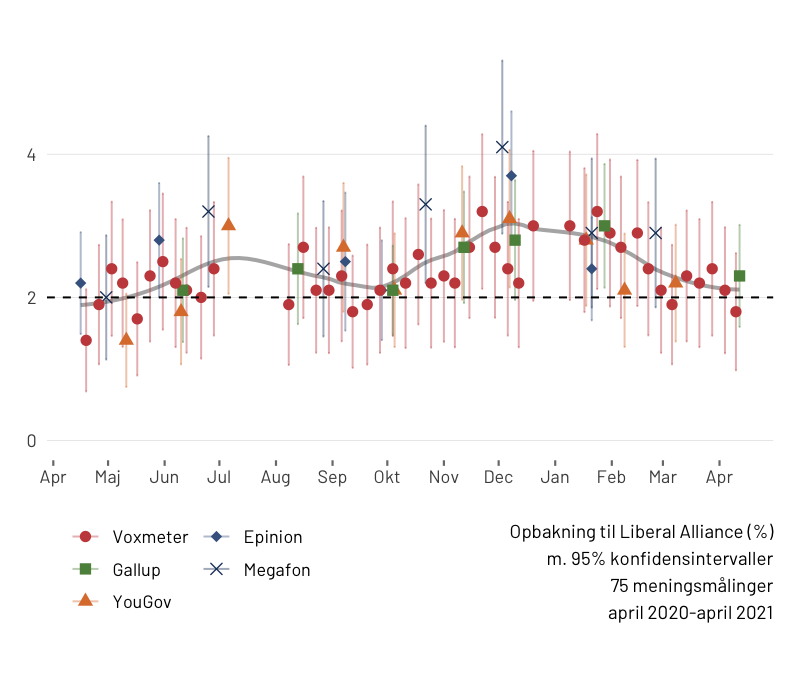 4
2
0
Apr Maj Jun Jul Aug Sep Okt Nov Dec Jan Feb Mar Apr
Voxmeter Epinion
Gallup Megafon
YouGov
Opbakning til Liberal Alliance (%)
m. 95% konfidensintervaller
75 meningsmålinger
april 2020-april 2021